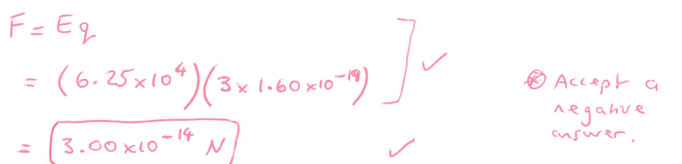 F = Eq
= (6.25×10⁴)(3×1.60×10⁻¹⁹)
= 3.00×10⁻¹⁴ N
⊛ Accept a
negative
answer.